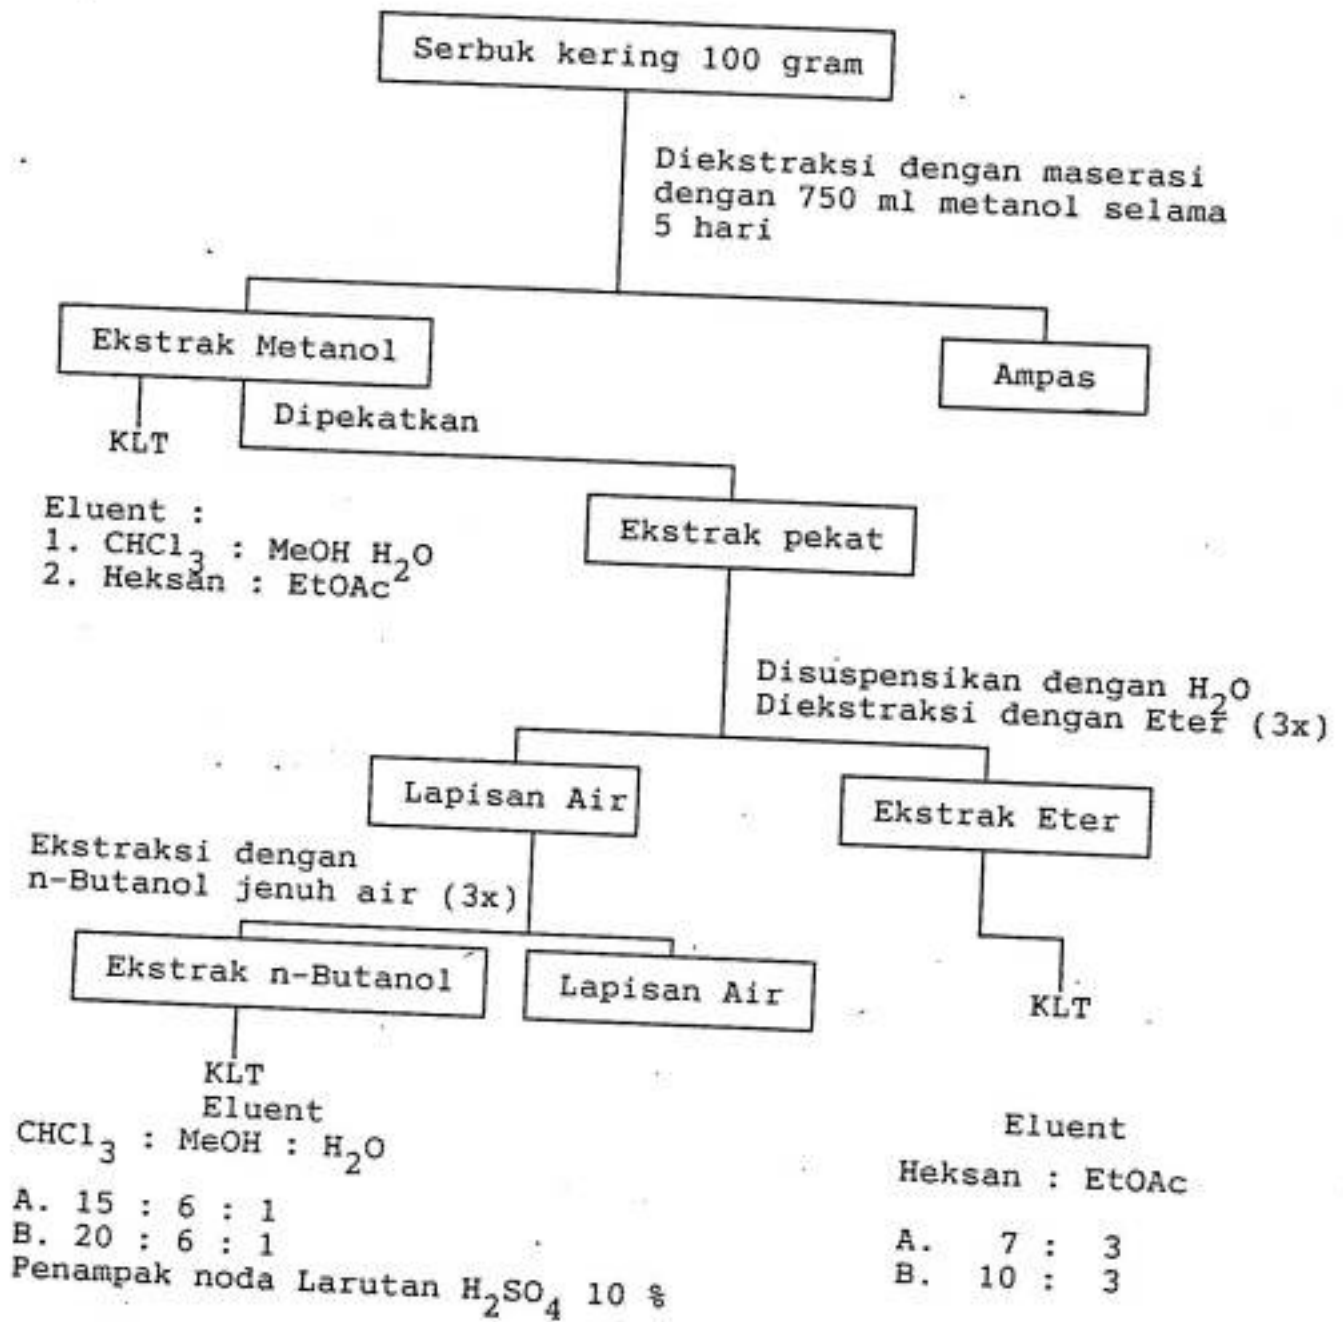 Serbuk kering 100 gram
Diekstraksi dengan maserasi
dengan 750 ml metanol selama
5 hari
Ekstrak Metanol
Ampas
Dipekatkan
KLT
Eluent :
1. CHCl₃ : MeOH H₂O
2. Heksan : EtOAc
Ekstrak pekat
Disuspensikan dengan H₂O
Diekstraksi dengan Eter (3x)
Lapisan Air
Ekstrak Eter
Ekstraksi dengan
n-Butanol jenuh air (3x)
Ekstrak n-Butanol
Lapisan Air
KLT
KLT
Eluent
CHCl₃ : MeOH : H₂O
A. 15 : 6 : 1
B. 20 : 6 : 1
Penampak noda Larutan H₂SO₄ 10 %
Eluent
Heksan : EtOAc
A. 7 : 3
B. 10 : 3